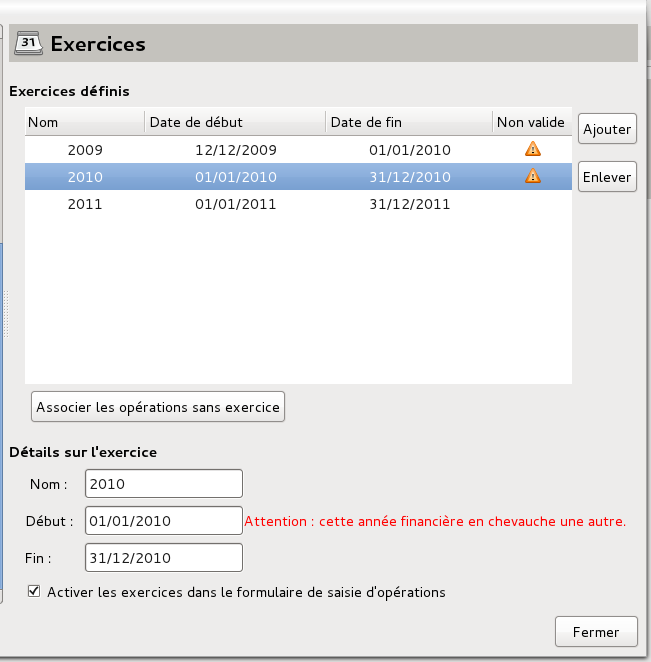 31 Exercices
Exercices définis
Nom Date de début Date de fin Non valide
Ajouter
2009 12/12/2009 01/01/2010
2010 01/01/2010 31/12/2010
Enlever
2011 01/01/2011 31/12/2011
Associer les opérations sans exercice
Détails sur l'exercice
Nom : 2010
Début : 01/01/2010 Attention : cette année financière en chevauche une autre.
Fin : 31/12/2010
Activer les exercices dans le formulaire de saisie d'opérations
Fermer